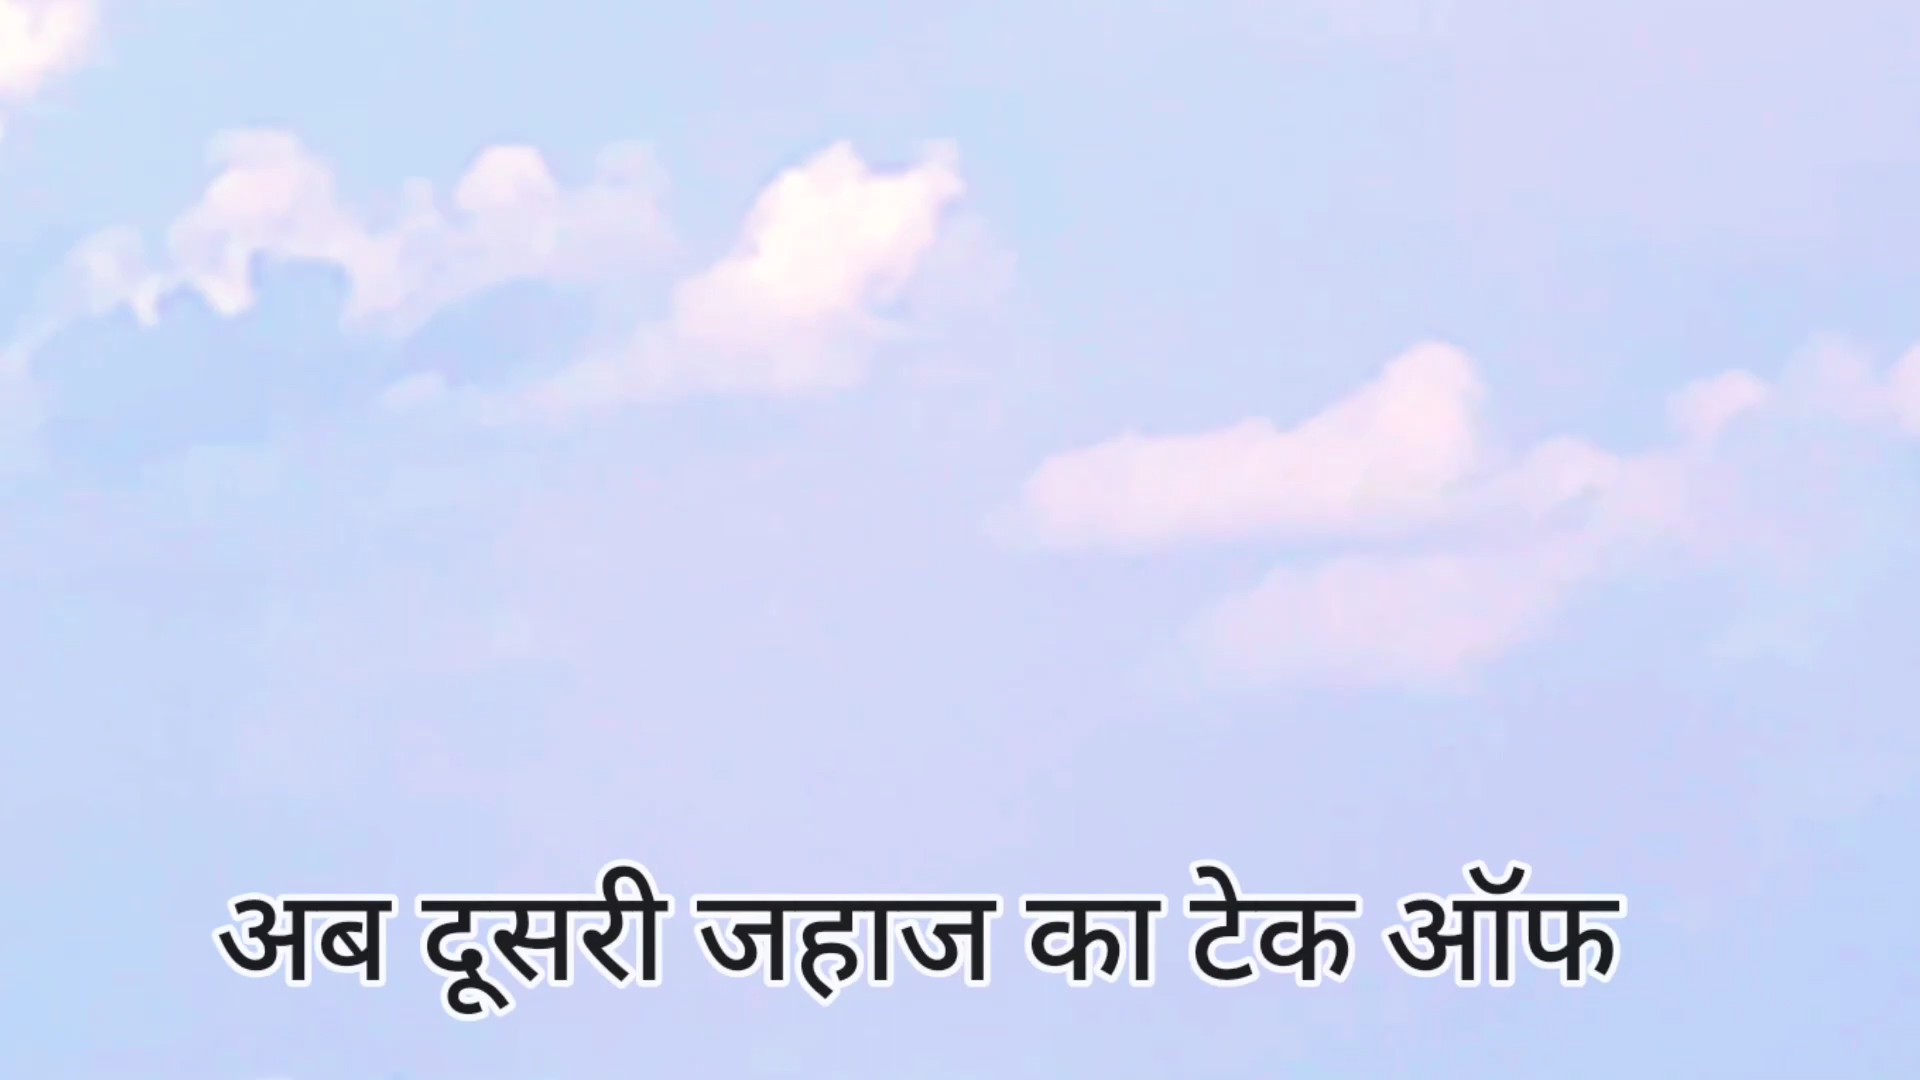 अब दूसरी जहाज का टेक ऑफ